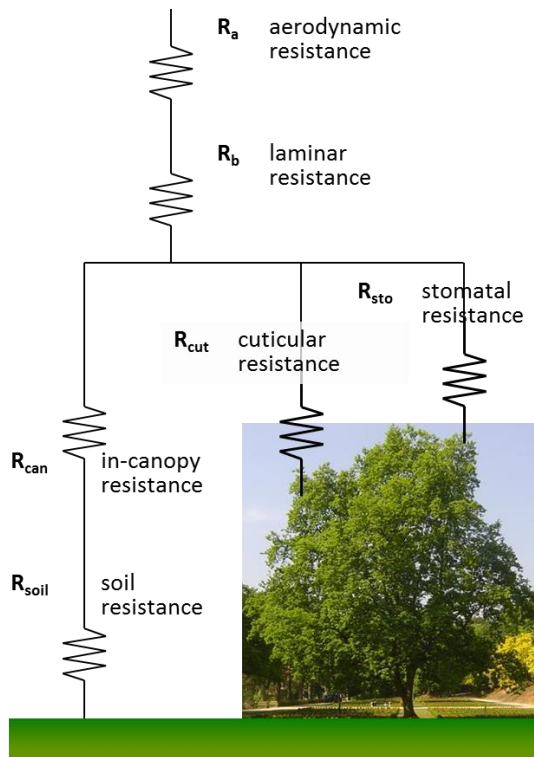 Ra aerodynamic
resistance
Rb laminar
resistance
Rsto stomatal
resistance
Rcut cuticular
resistance
Rcan in-canopy
resistance
Rsoil soil
resistance